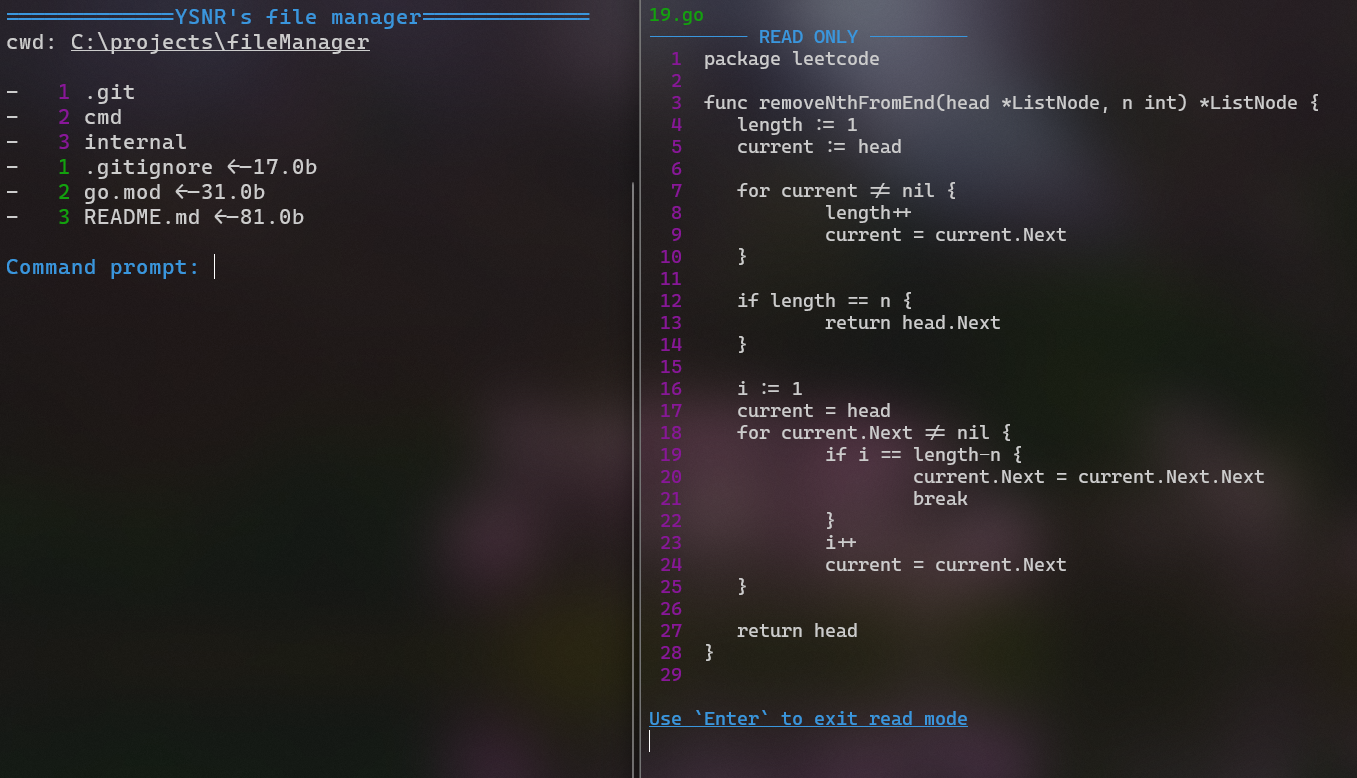 ══════════════YSNR's file manager══════════════
cwd: C:\projects\fileManager
-   1 .git
-   2 cmd
-   3 internal
-   1 .gitignore <--17.0b
-   2 go.mod <--31.0b
-   3 README.md <--81.0b
Command prompt:
19.go
───────── READ ONLY ─────────
1  package leetcode
2
3  func removeNthFromEnd(head *ListNode, n int) *ListNode {
4     length := 1
5     current := head
6
7     for current != nil {
8             length++
9             current = current.Next
10     }
11
12     if length == n {
13             return head.Next
14     }
15
16     i := 1
17     current = head
18     for current.Next != nil {
19             if i == length-n {
20                     current.Next = current.Next.Next
21                     break
22             }
23             i++
24             current = current.Next
25     }
26
27     return head
28  }
29
Use `Enter` to exit read mode